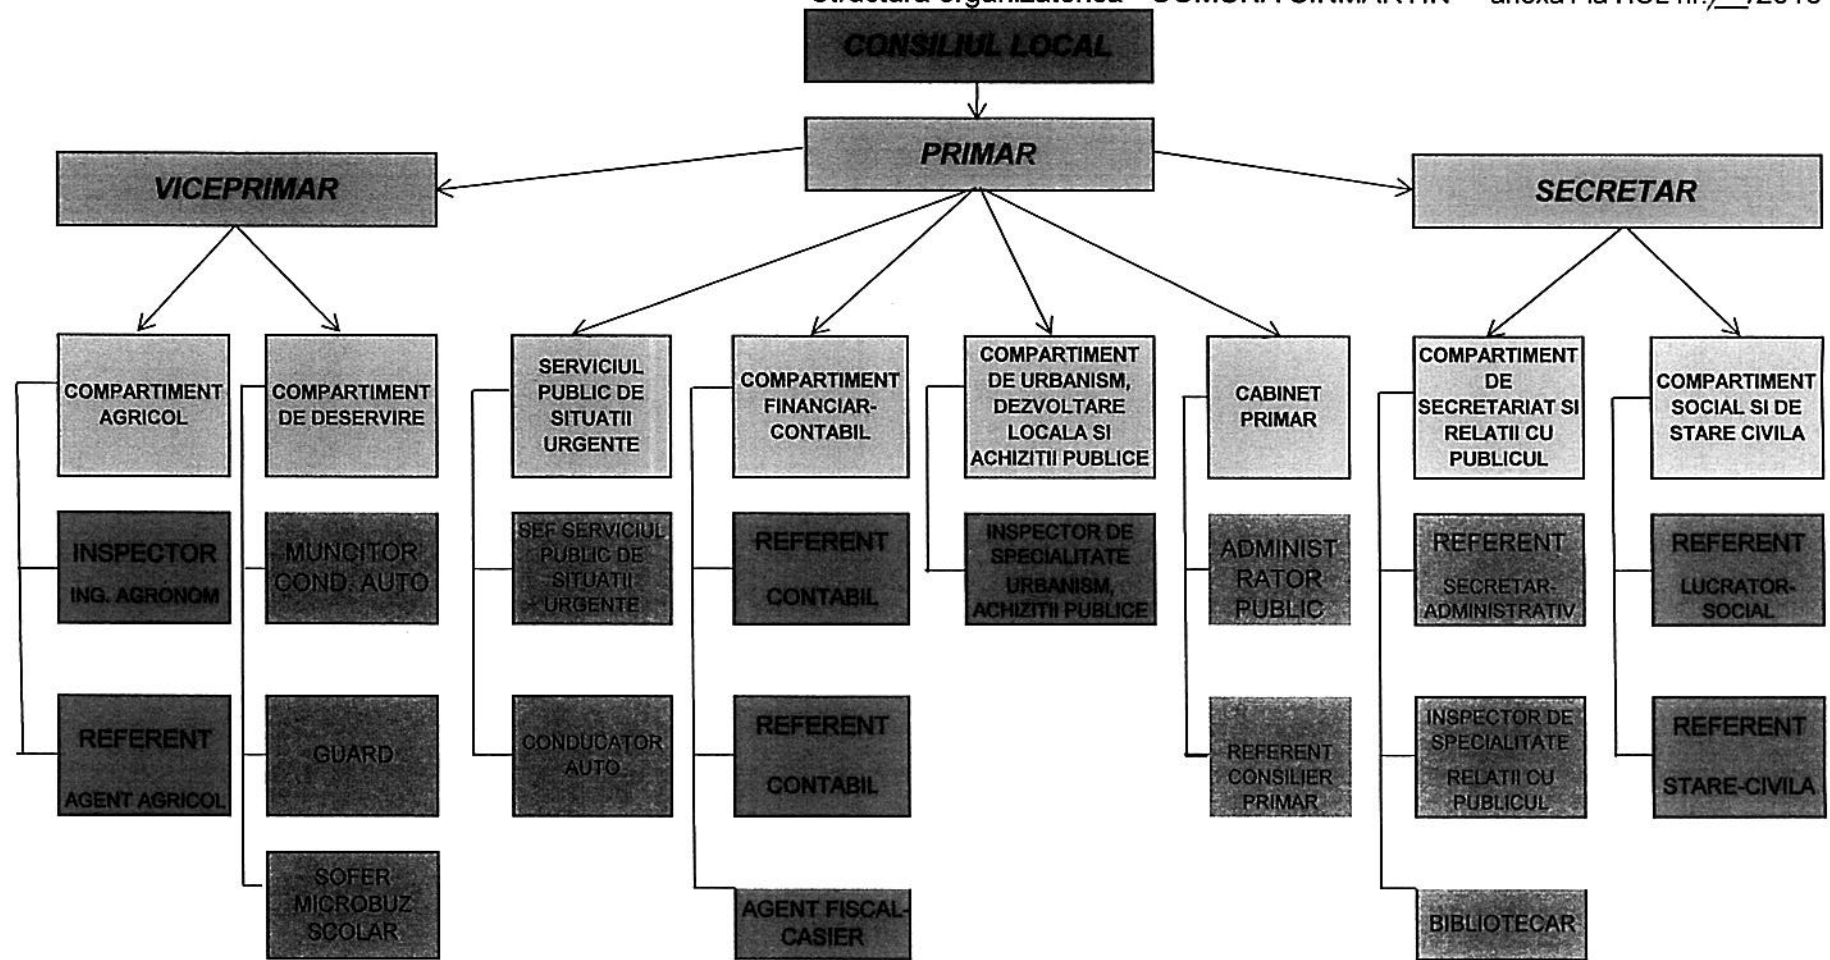 CONSILIUL LOCAL
PRIMAR
VICEPRIMAR
SECRETAR
COMPARTIMENT
AGRICOL
COMPARTIMENT
DE DESERVIRE
SERVICIUL
PUBLIC DE
SITUATII
URGENTE
COMPARTIMENT
FINANCIAR-
CONTABIL
COMPARTIMENT
DE URBANISM,
DEZVOLTARE
LOCALA SI
ACHIZITII PUBLICE
CABINET
PRIMAR
COMPARTIMENT
DE
SECRETARIAT SI
RELATII CU
PUBLICUL
COMPARTIMENT
SOCIAL SI DE
STARE CIVILA
INSPECTOR
ING. AGRONOM
MUNCITOR
COND. AUTO
SEF SERVICIUL
PUBLIC DE
SITUATII
URGENTE
REFERENT
CONTABIL
INSPECTOR DE
SPECIALITATE
URBANISM,
ACHIZITII PUBLICE
ADMINIST
RATOR
PUBLIC
REFERENT
SECRETAR-
ADMINISTRATIV
REFERENT
LUCRATOR-
SOCIAL
REFERENT
AGENT AGRICOL
GUARD
CONDUCATOR
AUTO
REFERENT
CONTABIL
REFERENT
CONSILIER
PRIMAR
INSPECTOR DE
SPECIALITATE
RELATII CU
PUBLICUL
REFERENT
STARE-CIVILA
SOFER
MICROBUZ
SCOLAR
AGENT FISCAL-
CASIER
BIBLIOTECAR